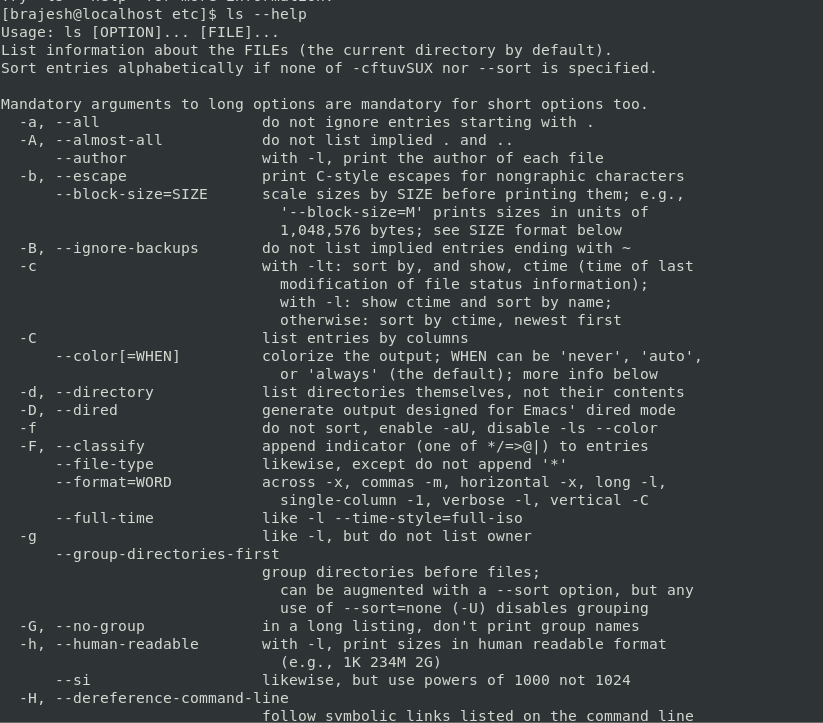 [brajesh@localhost etc]$ ls --help
Usage: ls [OPTION]... [FILE]...
List information about the FILEs (the current directory by default).
Sort entries alphabetically if none of -cftuvSUX nor --sort is specified.

Mandatory arguments to long options are mandatory for short options too.
  -a, --all                  do not ignore entries starting with .
  -A, --almost-all           do not list implied . and ..
      --author               with -l, print the author of each file
  -b, --escape               print C-style escapes for nongraphic characters
      --block-size=SIZE      scale sizes by SIZE before printing them; e.g.,
                               '--block-size=M' prints sizes in units of
                               1,048,576 bytes; see SIZE format below
  -B, --ignore-backups       do not list implied entries ending with ~
  -c                         with -lt: sort by, and show, ctime (time of last
                               modification of file status information);
                               with -l: show ctime and sort by name;
                               otherwise: sort by ctime, newest first
  -C                         list entries by columns
      --color[=WHEN]         colorize the output; WHEN can be 'never', 'auto',
                               or 'always' (the default); more info below
  -d, --directory            list directories themselves, not their contents
  -D, --dired                generate output designed for Emacs' dired mode
  -f                         do not sort, enable -aU, disable -ls --color
  -F, --classify             append indicator (one of */=>@|) to entries
      --file-type            likewise, except do not append '*'
      --format=WORD          across -x, commas -m, horizontal -x, long -l,
                               single-column -1, verbose -l, vertical -C
      --full-time            like -l --time-style=full-iso
  -g                         like -l, but do not list owner
      --group-directories-first
                             group directories before files;
                               can be augmented with a --sort option, but any
                               use of --sort=none (-U) disables grouping
  -G, --no-group             in a long listing, don't print group names
  -h, --human-readable       with -l, print sizes in human readable format
                               (e.g., 1K 234M 2G)
      --si                   likewise, but use powers of 1000 not 1024
  -H, --dereference-command-line
                             follow symbolic links listed on the command line